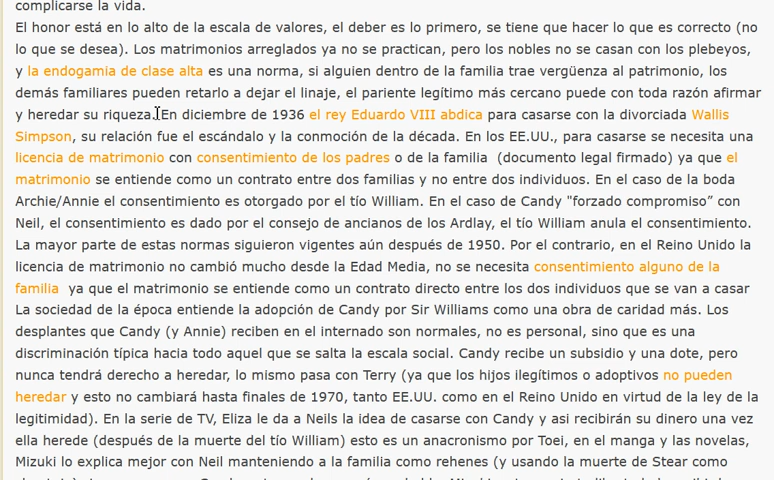 complicarse la vida.
El honor está en lo alto de la escala de valores, el deber es lo primero, se tiene que hacer lo que es correcto (no
lo que se desea). Los matrimonios arreglados ya no se practican, pero los nobles no se casan con los plebeyos,
y la endogamia de clase alta es una norma, si alguien dentro de la familia trae vergüenza al patrimonio, los
demás familiares pueden retarlo a dejar el linaje, el pariente legítimo más cercano puede con toda razón afirmar
y heredar su riqueza. En diciembre de 1936 el rey Eduardo VIII abdica para casarse con la divorciada Wallis
Simpson, su relación fue el escándalo y la conmoción de la década. En los EE.UU., para casarse se necesita una
licencia de matrimonio con consentimiento de los padres o de la familia (documento legal firmado) ya que el
matrimonio se entiende como un contrato entre dos familias y no entre dos individuos. En el caso de la boda
Archie/Annie el consentimiento es otorgado por el tío William. En el caso de Candy "forzado compromiso” con
Neil, el consentimiento es dado por el consejo de ancianos de los Ardlay, el tío William anula el consentimiento.
La mayor parte de estas normas siguieron vigentes aún después de 1950. Por el contrario, en el Reino Unido la
licencia de matrimonio no cambió mucho desde la Edad Media, no se necesita consentimiento alguno de la
familia ya que el matrimonio se entiende como un contrato directo entre los dos individuos que se van a casar
La sociedad de la época entiende la adopción de Candy por Sir Williams como una obra de caridad más. Los
desplantes que Candy (y Annie) reciben en el internado son normales, no es personal, sino que es una
discriminación típica hacia todo aquel que se salta la escala social. Candy recibe un subsidio y una dote, pero
nunca tendrá derecho a heredar, lo mismo pasa con Terry (ya que los hijos ilegítimos o adoptivos no pueden
heredar y esto no cambiará hasta finales de 1970, tanto EE.UU. como en el Reino Unido en virtud de la ley de la
legitimidad). En la serie de TV, Eliza le da a Neils la idea de casarse con Candy y asi recibirán su dinero una vez
ella herede (después de la muerte del tío William) esto es un anacronismo por Toei, en el manga y las novelas,
Mizuki lo explica mejor con Neil manteniendo a la familia como rehenes (y usando la muerte de Stear como